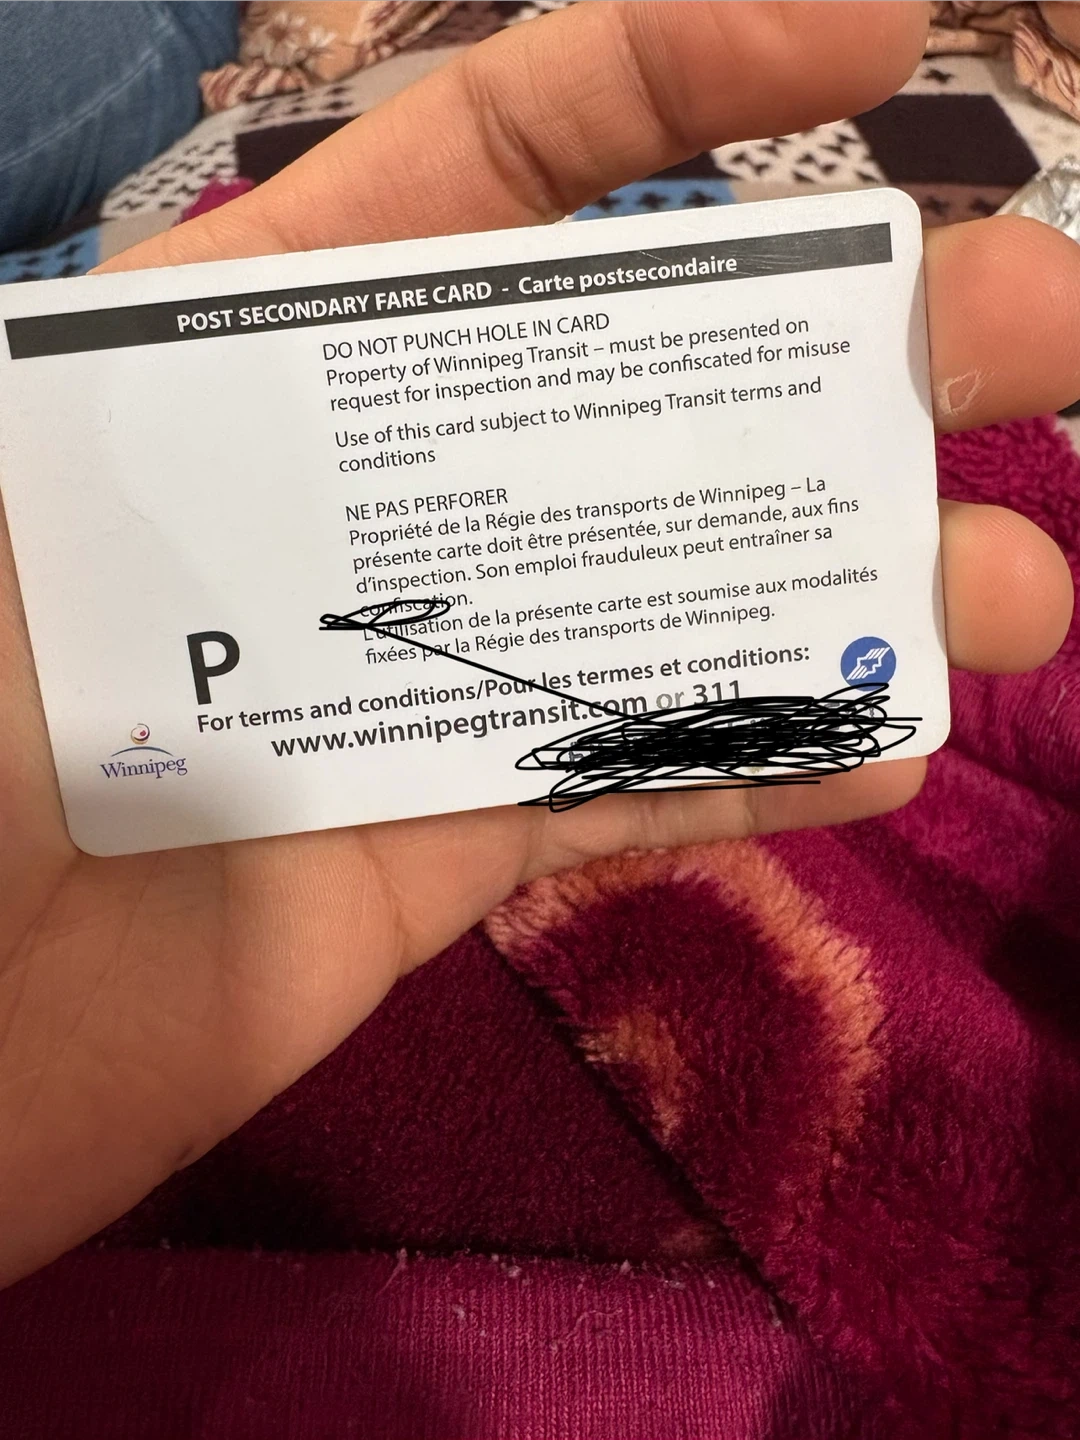 POST SECONDARY FARE CARD - Carte postsecondaire
DO NOT PUNCH HOLE IN CARD
Property of Winnipeg Transit – must be presented on
request for inspection and may be confiscated for misuse
Use of this card subject to Winnipeg Transit terms and
conditions
NE PAS PERFORER
Propriété de la Régie des transports de Winnipeg – La
présente carte doit être présentée, sur demande, aux fins
d'inspection. Son emploi frauduleux peut entraîner sa
confiscation.
L'utilisation de la présente carte est soumise aux modalités
fixées par la Régie des transports de Winnipeg.
P
For terms and conditions/Pour les termes et conditions:
www.winnipegtransit.com or 311
Winnipeg